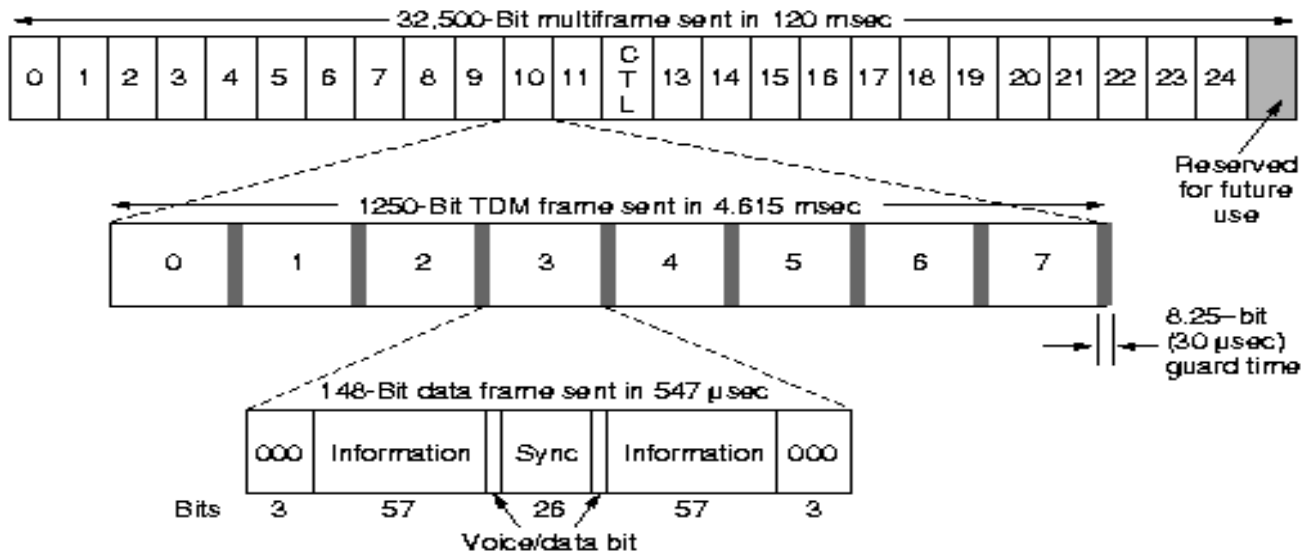 32,500-Bit multiframe sent in 120 msec
0 1 2 3 4 5 6 7 8 9 10 11 CTL 13 14 15 16 17 18 19 20 21 22 23 24
Reserved
for future
use
1250-Bit TDM frame sent in 4.615 msec
0 1 2 3 4 5 6 7
8.25-bit
(30 µsec)
guard time
148-Bit data frame sent in 547 µsec
000 Information Sync Information 000
Bits 3 57 26 57 3
Voice/data bit